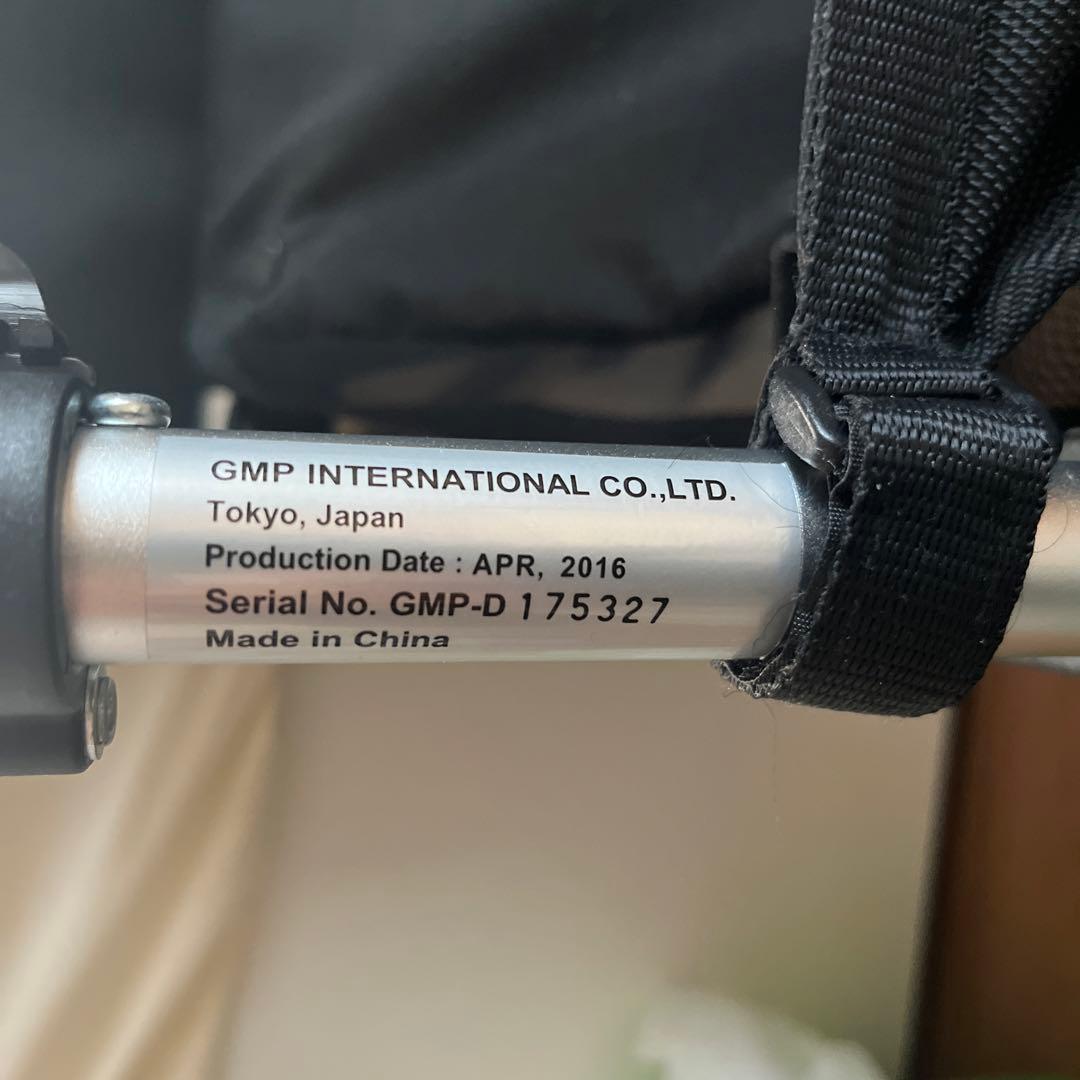 GMP INTERNATIONAL CO.,LTD.
Tokyo, Japan
Production Date : APR, 2016
Serial No. GMP-D 175327
Made in China